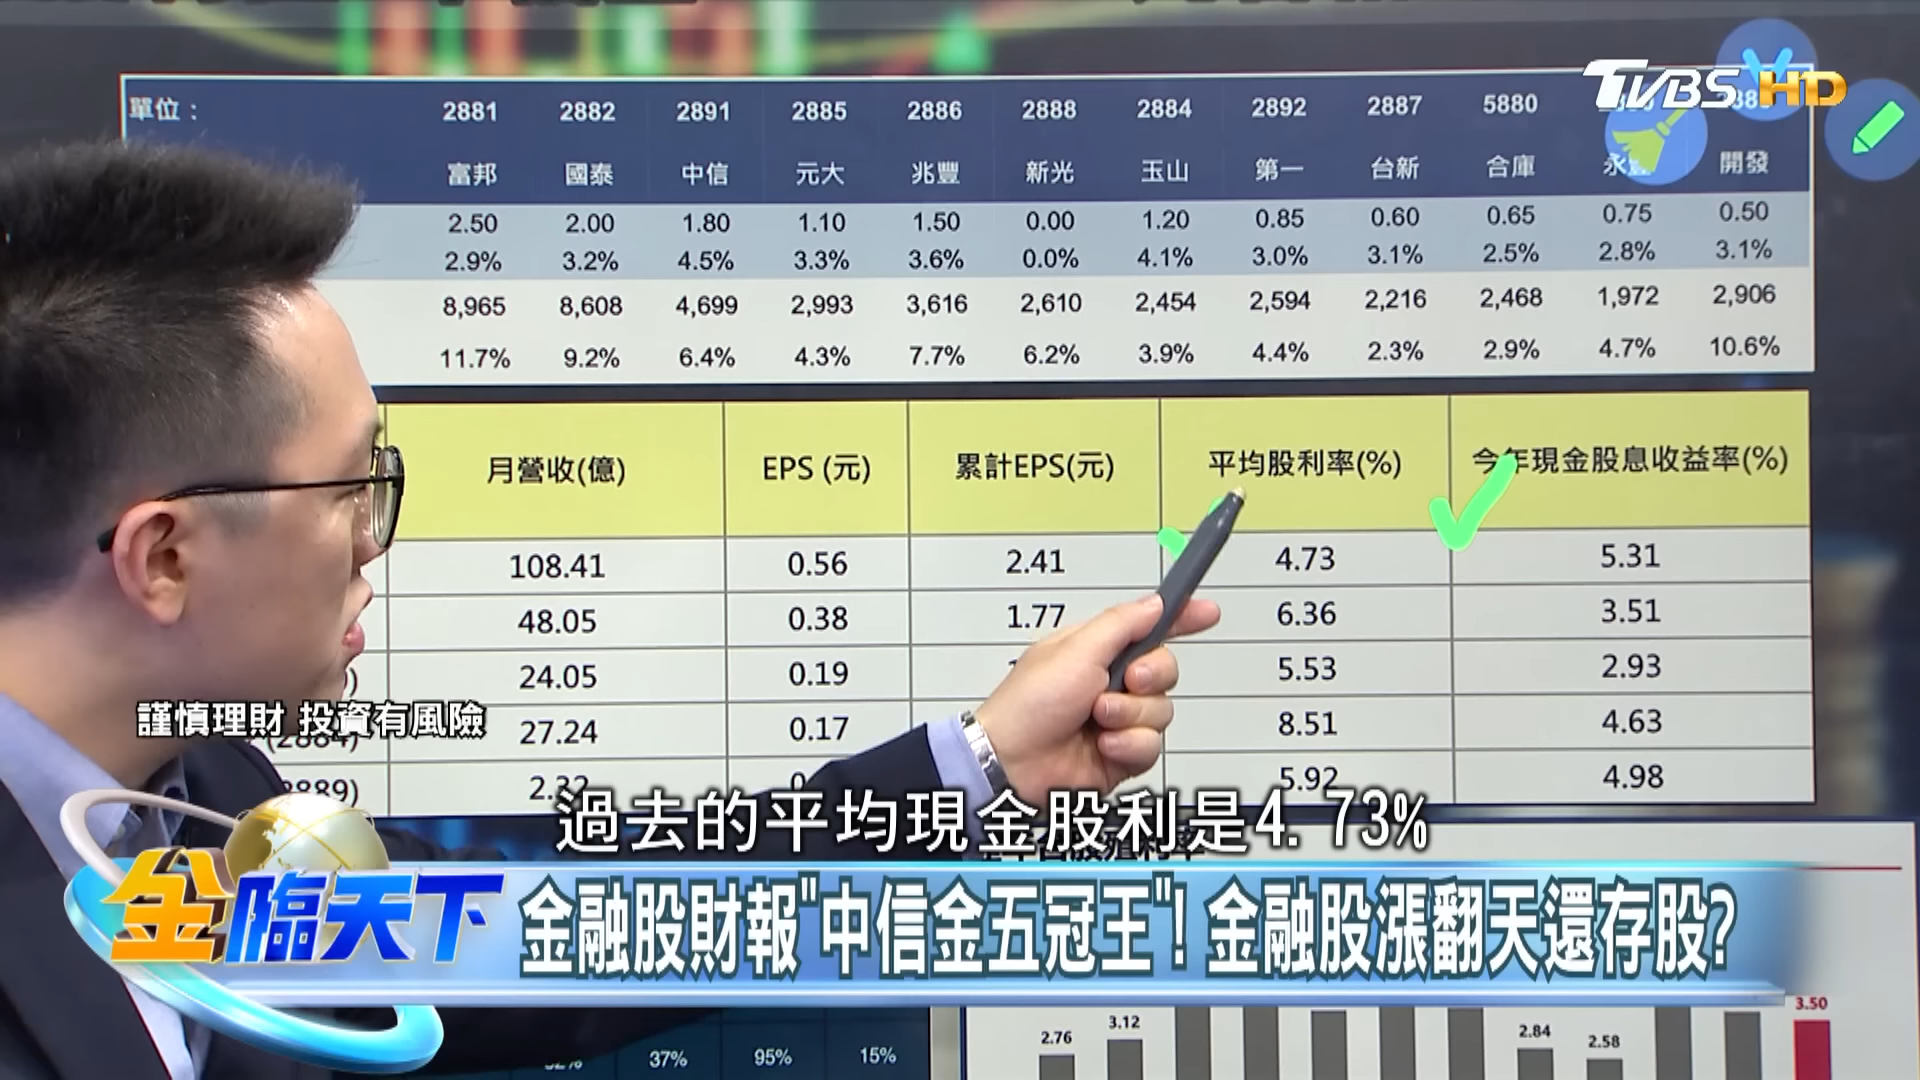 TVBS HD
單位： 2881 2882 2891 2885 2886 2888 2884 2892 2887 5880
富邦 國泰 中信 元大 兆豐 新光 玉山 第一 台新 合庫 永豐 開發
2.50 2.00 1.80 1.10 1.50 0.00 1.20 0.85 0.60 0.65 0.75 0.50
2.9% 3.2% 4.5% 3.3% 3.6% 0.0% 4.1% 3.0% 3.1% 2.5% 2.8% 3.1%
8,965 8,608 4,699 2,993 3,616 2,610 2,454 2,594 2,216 2,468 1,972 2,906
11.7% 9.2% 6.4% 4.3% 7.7% 6.2% 3.9% 4.4% 2.3% 2.9% 4.7% 10.6%
月營收(億) EPS (元) 累計EPS(元) 平均股利率(%) 今年現金股息收益率(%)
108.41 0.56 2.41 4.73 5.31
48.05 0.38 1.77 6.36 3.51
24.05 0.19 5.53 2.93
(2884) 27.24 0.17 8.51 4.63
2.32 5.92 4.98
謹慎理財 投資有風險
過去的平均現金股利是4.73%
金臨天下
金融股財報"中信金五冠王"! 金融股漲翻天還存股?
37% 95% 15%
2.76 3.12 2.84 2.58 3.50